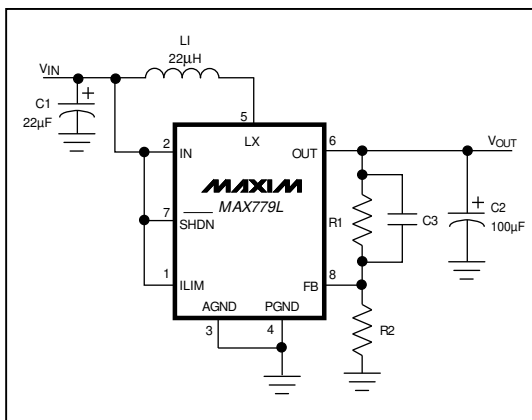 LI
22µH
VIN
C1
22µF
+
5
LX
2
IN
6
OUT
VOUT
MAXIM
MAX779L
7
SHDN
R1
C3
+
C2
100µF
1
ILIM
8
FB
AGND
PGND
3
4
R2